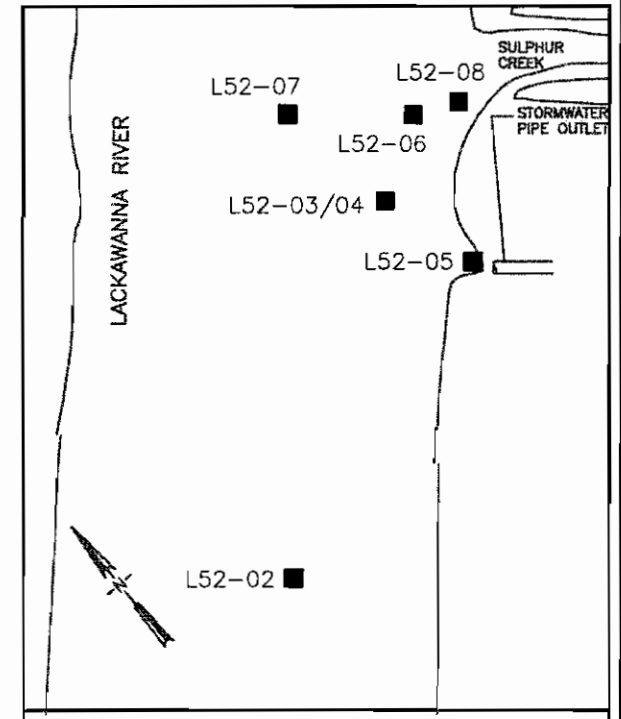 SULPHUR
CREEK
L52-08
L52-07
STORMWATER
PIPE OUTLET
L52-06
LACKAWANNA RIVER
L52-03/04
L52-05
N
L52-02